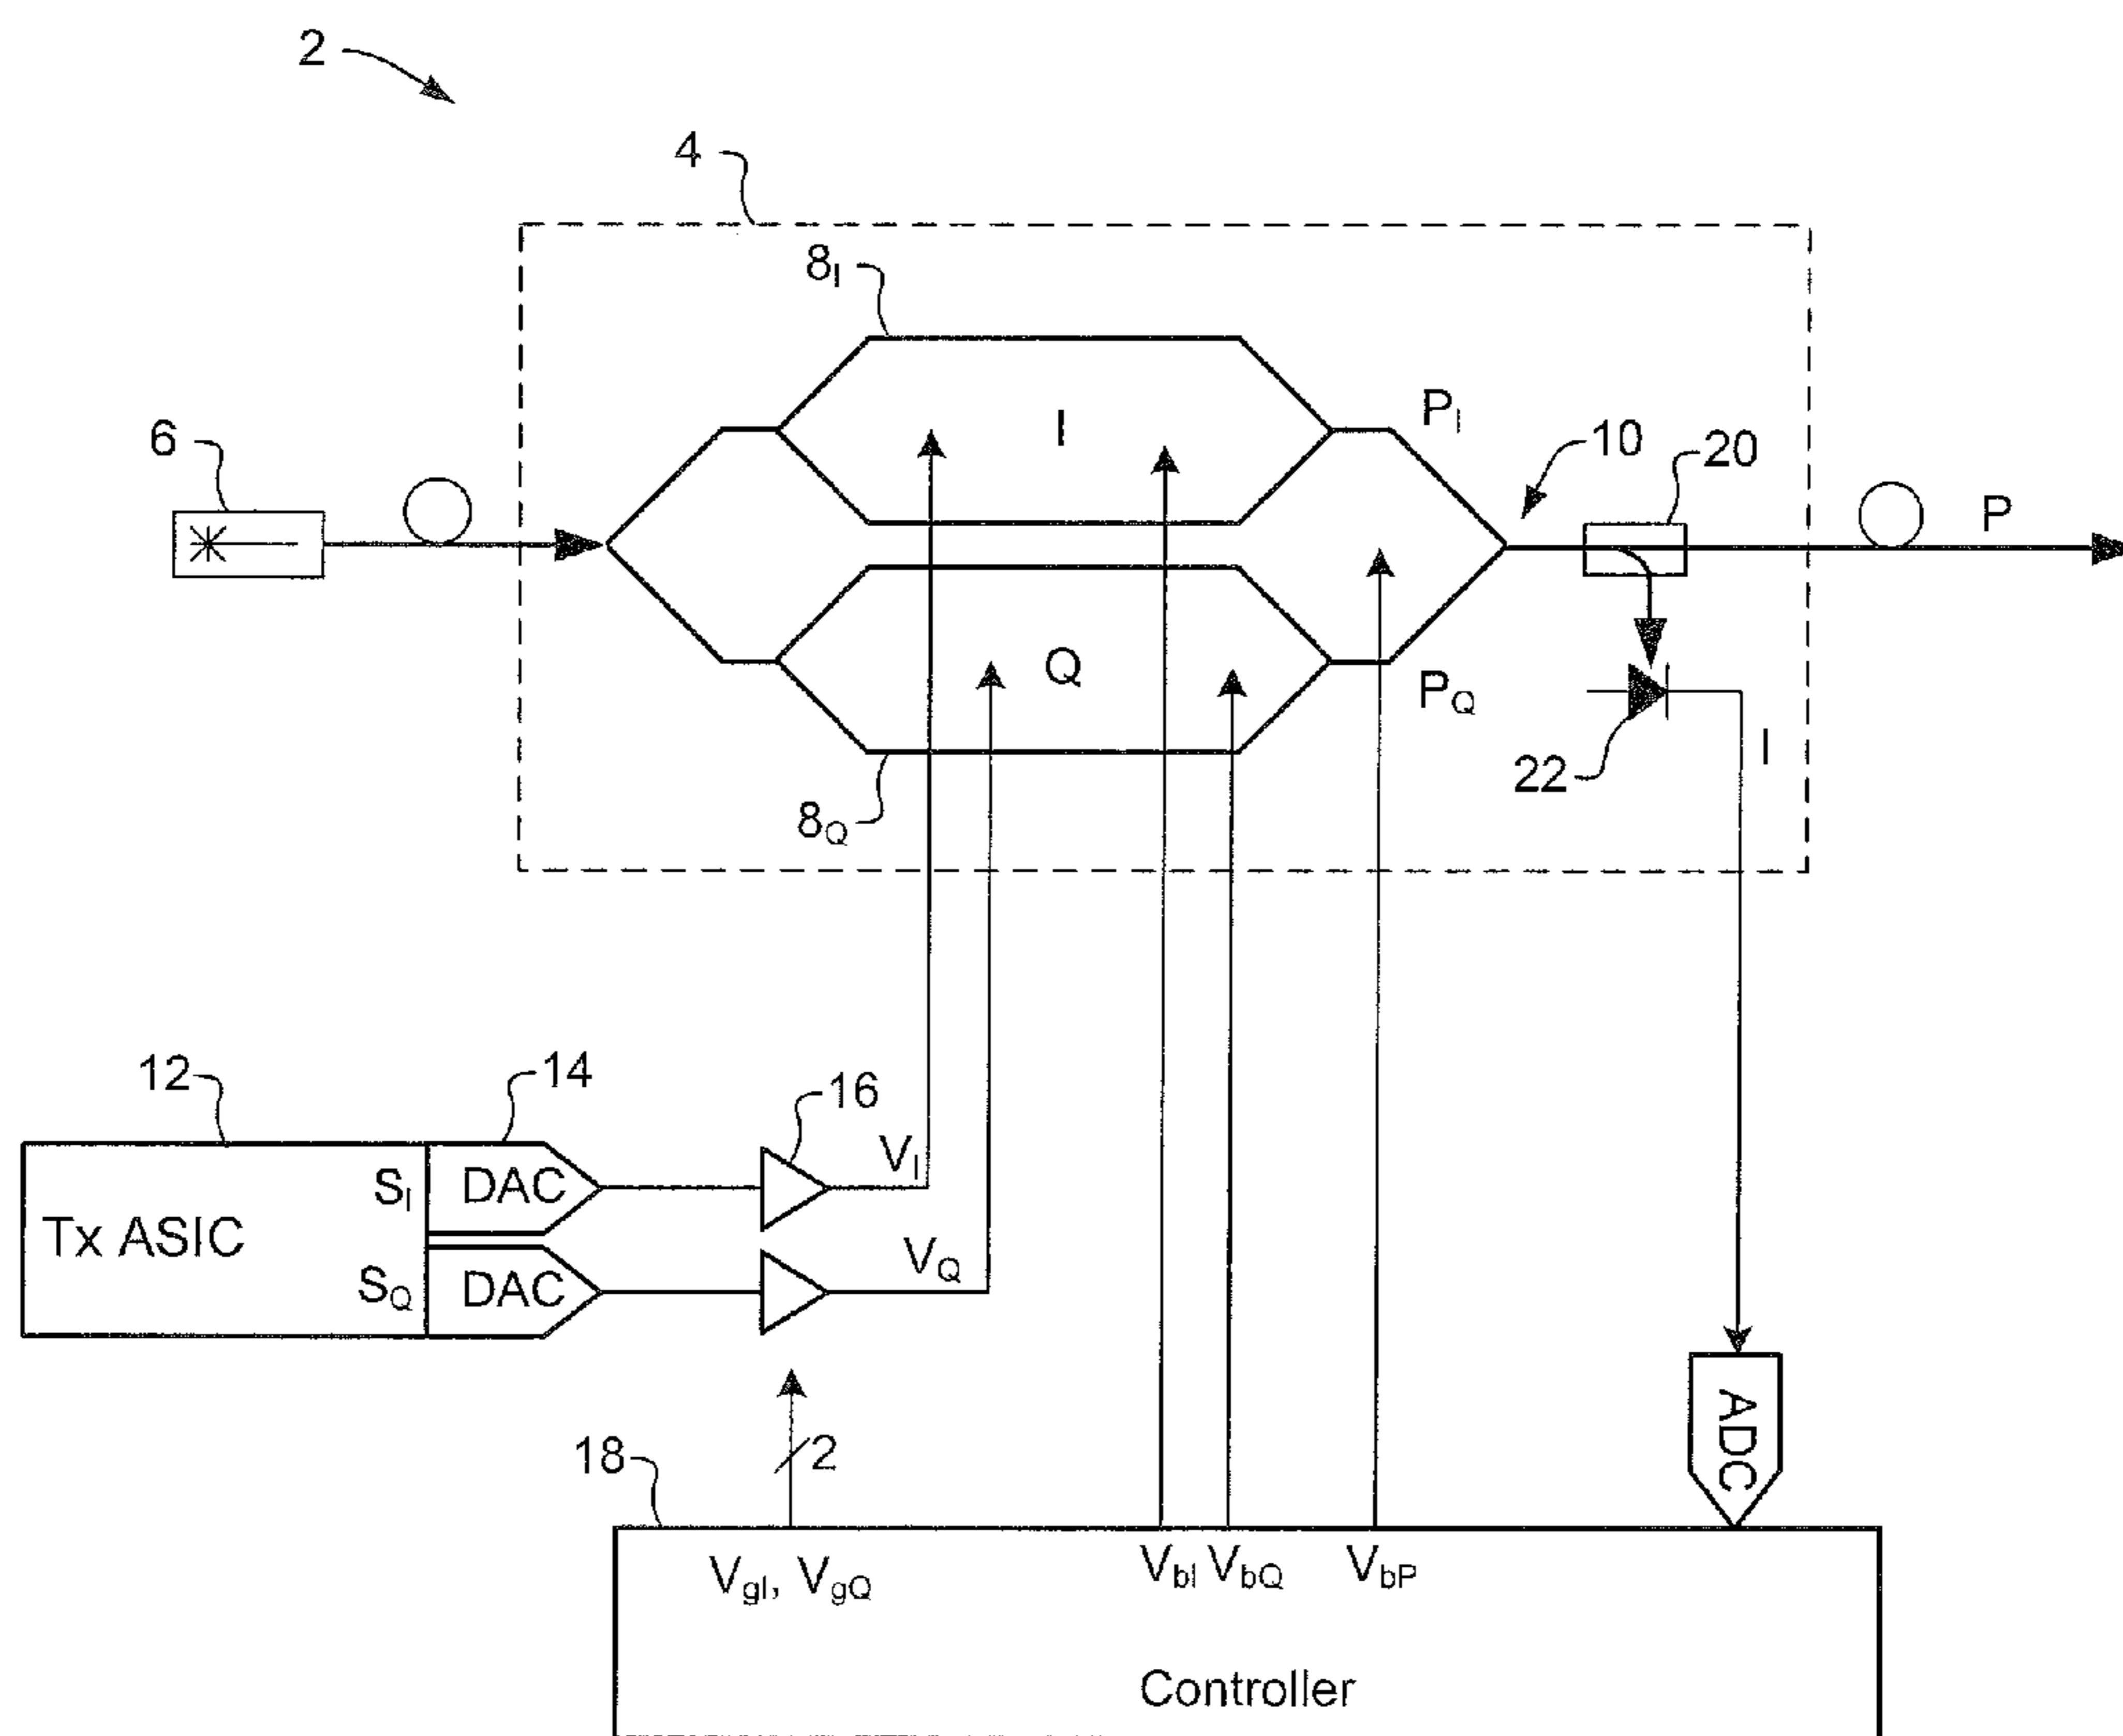 2
4
8I
I
PI
6
10
20
P
Q
PQ
22
I
8Q
12
14
16
VI
SI
DAC
Tx ASIC
VQ
SQ
DAC
ADC
18
2
VgI, VgQ
VbI VbQ
VbP
Controller